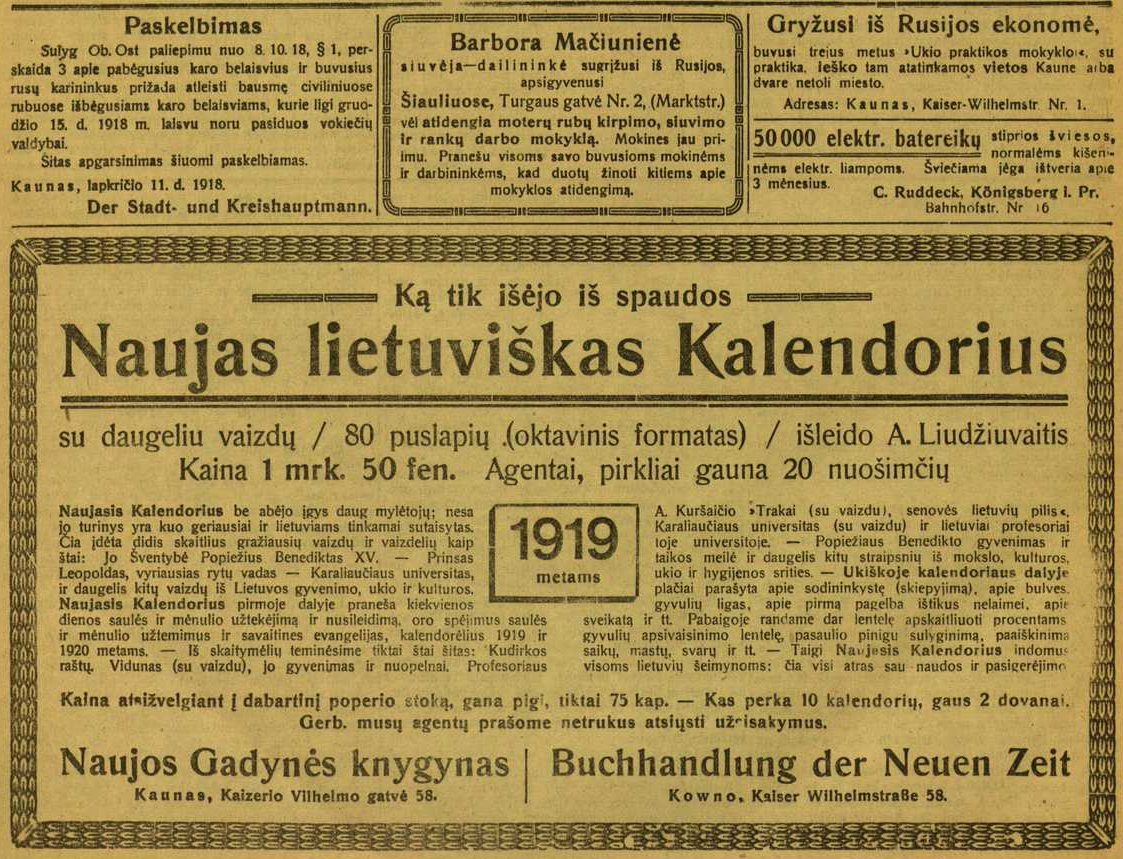 Paskelbimas
Sulyg Ob. Ost paliepimu nuo 8. 10. 18, § 1, per-
skaida 3 apie pabėgusius karo belaisvius ir buvusius
rusų karininkus prižada atleisti bausmę civiliniuose
rubuose išbėgusiams karo belaisviams, kurie ligi gruo-
džio 15. d. 1918 m. laisvu noru pasiduos vokiečių
valdybai.
Šitas apgarsinimas šiuomi paskelbiamas.
Kaunas, lapkričio 11. d. 1918.
Der Stadt- und Kreishauptmann.
Barbora Mačiunienė
siuvėja—dailininkė sugrįžusi iš Rusijos,
apsigyvenusi
Šiauliuose, Turgaus gatvė Nr. 2, (Marktstr.)
vėl atidengia moterų rubų kirpimo, siuvimo
ir rankų darbo mokyklą. Mokines jau pri-
imu. Pranešu visoms savo buvusioms mokinėms
ir darbininkėms, kad duotų žinoti kitiems apie
mokyklos atidengimą.
Gryžusi iš Rusijos ekonomė,
buvusi treius metus »Ukio praktikos mokykloi«, su
praktika, ieško tam atatinkamos vietos Kaune arba
dvare netoli miesto.
Adresas: Kaunas, Kaiser-Wilhelmstr. Nr. 1.
50000 elektr. batereikų stiprios šviesos,
normalėms kišen-
nėms elektr. liampoms. Šviečiama jėga ištveria apie
3 mėnesius.
C. Ruddeck, Königsberg i. Pr.
Bahnhofstr. Nr 16
Ką tik išėjo iš spaudos
Naujas lietuviškas Kalendorius
su daugeliu vaizdų / 80 puslapių (oktavinis formatas) / išleido A. Liudžiuvaitis
Kaina 1 mrk. 50 fen. Agentai, pirkliai gauna 20 nuošimčių
Naujasis Kalendorius be abėjo įgys daug mylėtojų; nesa
jo turinys yra kuo geriausiai ir lietuviams tinkamai sutaisytas.
Čia įdėta didis skaitlius gražiausių vaizdų ir vaizdelių kaip
štai: Jo Šventybė Popiežius Benediktas XV. — Prinsas
Leopoldas, vyriausias rytų vadas — Karaliaučiaus universitas,
ir daugelis kitų vaizdų iš Lietuvos gyvenimo, ukio ir kulturos.
Naujasis Kalendorius pirmoje dalyje praneša kiekvienos
dienos saulės ir mėnulio užtekėjimą ir nusileidimą, oro spėjimus saulės
ir mėnulio užtemimus ir savaitines evangelijas, kalendorėlius 1919 ir
1920 metams. — Iš skaitymėlių teminėsime tiktai štai šitas: Kudirkos
raštų. Vidunas (su vaizdu), jo gyvenimas ir nuopelnai. Profesoriaus
1919
metams
A. Kuršaičio »Trakai (su vaizdu), senovės lietuvių pilis«,
Karaliaučiaus universitas (su vaizdu) ir lietuviai profesoriai
toje universitoje. — Popiežiaus Benedikto gyvenimas ir
taikos meilė ir daugelis kitų straipsnių iš mokslo, kulturos,
ukio ir hygijenos srities. — Ukiškoje kalendoriaus dalyje
plačiai parašyta apie sodininkystę (skiepyjimą), apie bulves,
gyvulių ligas, apie pirmą pagelba ištikus nelaimei, apie
sveikatą ir tt. Pabaigoje randame dar lentelę apskaitliuoti procentams
gyvulių apsivaisinimo lentelę, pasaulio pinigu sulyginimą, paaiškinima
saikų, mastų, svarų ir tt. — Taigi Naujesis Kalendorius indomus
visoms lietuvių šeimynoms: čia visi atras sau naudos ir pasigerėjimo
Kaina atsižvelgiant į dabartinį poperio stoką, gana pigi, tiktai 75 kap. — Kas perka 10 kalendorių, gaus 2 dovanai.
Gerb. musų agentų prašome netrukus atsiųsti užsisakymus.
Naujos Gadynės knygynas
Kaunas, Kaizerio Vilhelmo gatvė 58.
Buchhandlung der Neuen Zeit
Kowno, Kaiser Wilhelmstraße 58.